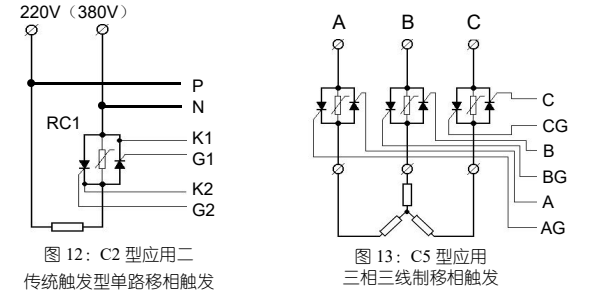 220V（380V）
P
N
RC1
K1
G1
K2
G2
图 12：C2 型应用二
传统触发型单路移相触发
A B C
C
CG
B
BG
A
AG
图 13：C5 型应用
三相三线制移相触发